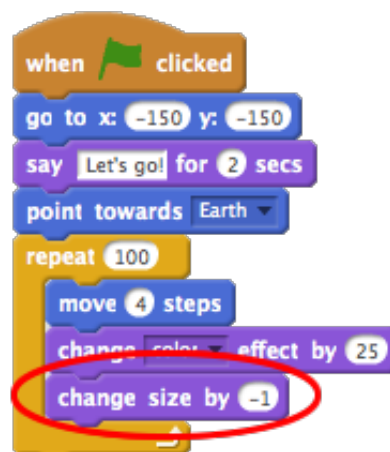 when clicked
go to x: -150 y: -150
say Let's go! for 2 secs
point towards Earth
repeat 100
move 4 steps
change color effect by 25
change size by -1